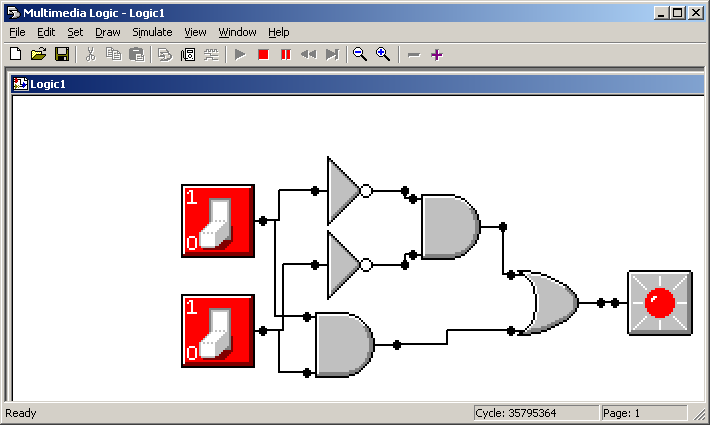 Multimedia Logic - Logic1
File Edit Set Draw Simulate View Window Help
Logic1
1
0
1
0
Ready Cycle: 35795364 Page: 1